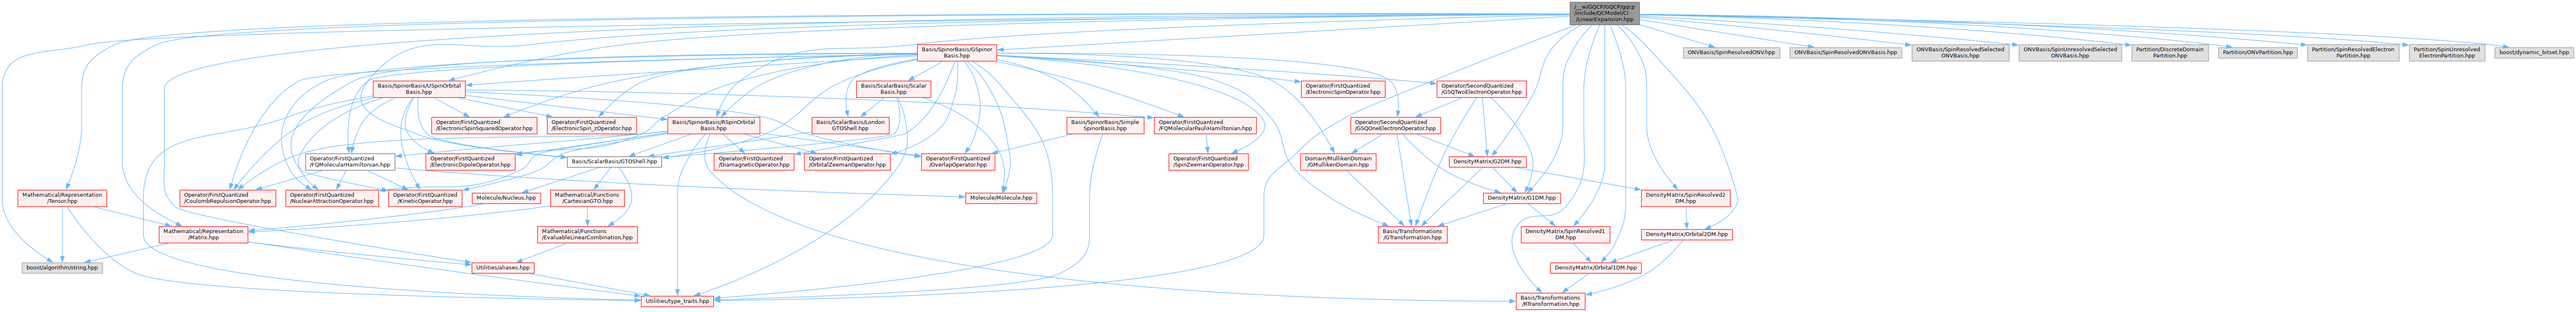 /__w/GQCP/GQCP/gqcp
/include/QCModel/CI
/LinearExpansion.hpp
Basis/SpinorBasis/GSpinor
Basis.hpp
ONVBasis/SpinResolvedONV.hpp
ONVBasis/SpinResolvedONVBasis.hpp
ONVBasis/SpinResolvedSelected
ONVBasis.hpp
ONVBasis/SpinUnresolvedSelected
ONVBasis.hpp
Partition/DiscreteDomain
Partition.hpp
Partition/ONVPartition.hpp
Partition/SpinResolvedElectron
Partition.hpp
Partition/SpinUnresolved
ElectronPartition.hpp
boost/dynamic_bitset.hpp
Basis/SpinorBasis/USpinOrbital
Basis.hpp
Basis/ScalarBasis/Scalar
Basis.hpp
Operator/FirstQuantized
/ElectronicSpinOperator.hpp
Operator/SecondQuantized
/GSQTwoElectronOperator.hpp
Operator/FirstQuantized
/ElectronicSpinSquaredOperator.hpp
Operator/FirstQuantized
/ElectronicSpin_zOperator.hpp
Basis/SpinorBasis/RSpinOrbital
Basis.hpp
Basis/ScalarBasis/London
GTOShell.hpp
Basis/SpinorBasis/Simple
SpinorBasis.hpp
Operator/FirstQuantized
/FQMolecularPauliHamiltonian.hpp
Operator/SecondQuantized
/GSQOneElectronOperator.hpp
Operator/FirstQuantized
/FQMolecularHamiltonian.hpp
Operator/FirstQuantized
/ElectronicDipoleOperator.hpp
Basis/ScalarBasis/GTOShell.hpp
Operator/FirstQuantized
/DiamagneticOperator.hpp
Operator/FirstQuantized
/OrbitalZeemanOperator.hpp
Operator/FirstQuantized
/OverlapOperator.hpp
Operator/FirstQuantized
/SpinZeemanOperator.hpp
Domain/MullikenDomain
/GMullikenDomain.hpp
DensityMatrix/G2DM.hpp
Mathematical/Representation
/Tensor.hpp
Operator/FirstQuantized
/CoulombRepulsionOperator.hpp
Operator/FirstQuantized
/NuclearAttractionOperator.hpp
Operator/FirstQuantized
/KineticOperator.hpp
Molecule/Nucleus.hpp
Mathematical/Functions
/CartesianGTO.hpp
Molecule/Molecule.hpp
DensityMatrix/G1DM.hpp
DensityMatrix/SpinResolved2
DM.hpp
Mathematical/Representation
/Matrix.hpp
Mathematical/Functions
/EvaluableLinearCombination.hpp
Basis/Transformations
/GTransformation.hpp
DensityMatrix/SpinResolved1
DM.hpp
DensityMatrix/Orbital2DM.hpp
boost/algorithm/string.hpp
Utilities/aliases.hpp
DensityMatrix/Orbital1DM.hpp
Utilities/type_traits.hpp
Basis/Transformations
/RTransformation.hpp